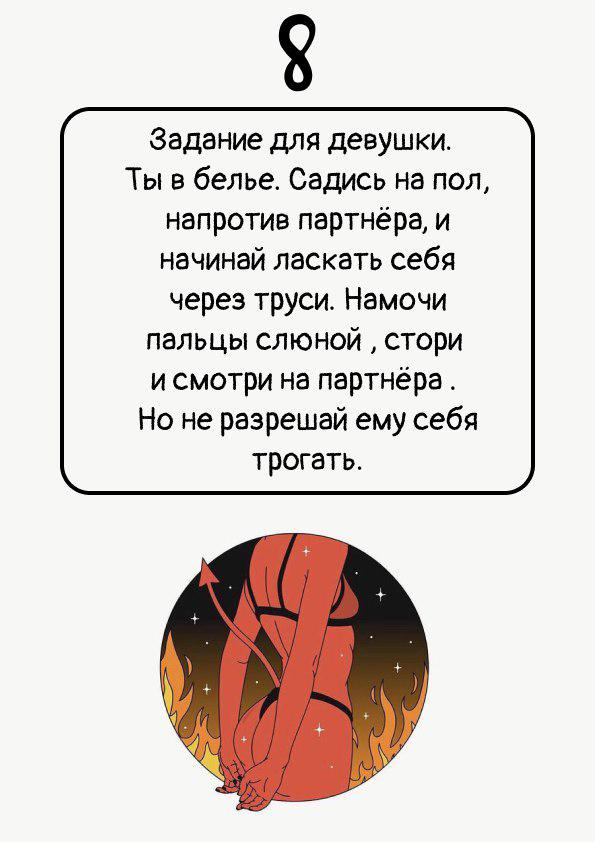 8
Задание для девушки.
Ты в белье. Садись на пол,
напротив партнёра, и
начинай ласкать себя
через труси. Намочи
пальцы слюной , стори
и смотри на партнёра .
Но не разрешай ему себя
трогать.